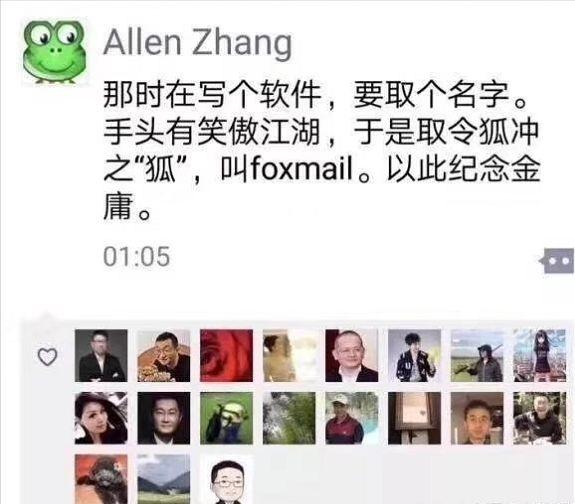 Allen Zhang
那时在写个软件，要取个名字。
手头有笑傲江湖，于是取令狐冲
之“狐”，叫foxmail。以此纪念金
庸。
01:05